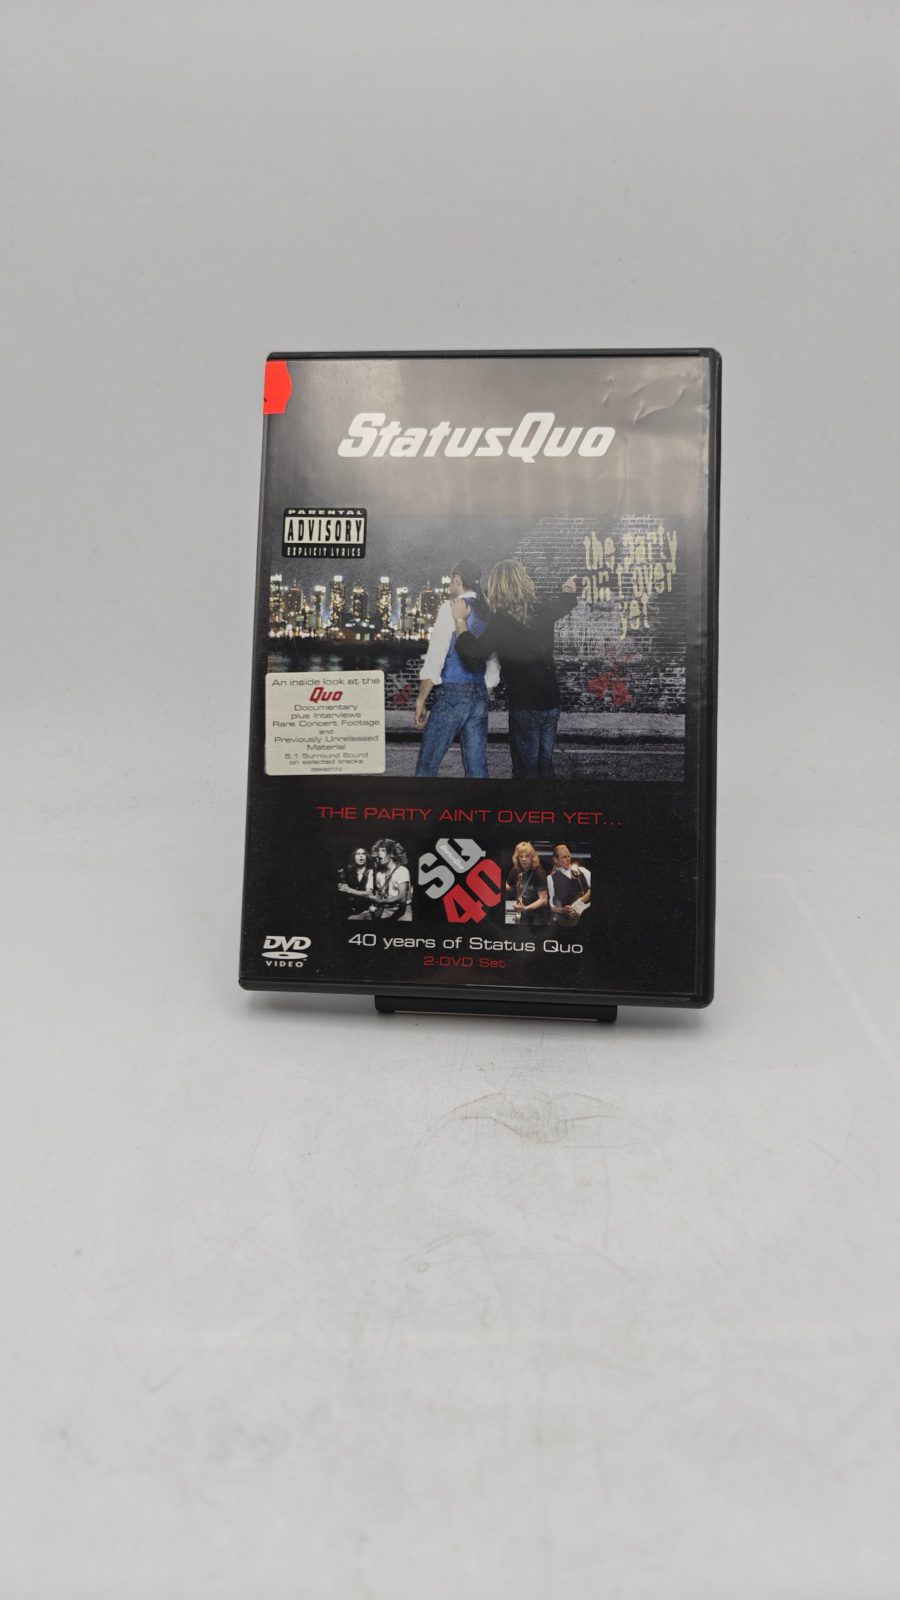 StatusQuo
PARENTAL
ADVISORY
EXPLICIT LYRICS
the party
ain't over
yet
An inside look at the
Quo
Documentary
plus Interviews
Rare Concert Footage
and
Previously Unreleased
Material
5.1 Surround Sound
on selected tracks
THE PARTY AIN'T OVER YET...
SQ
StatusQuo
40
40 years of Status Quo
2-DVD Set
DVD
VIDEO